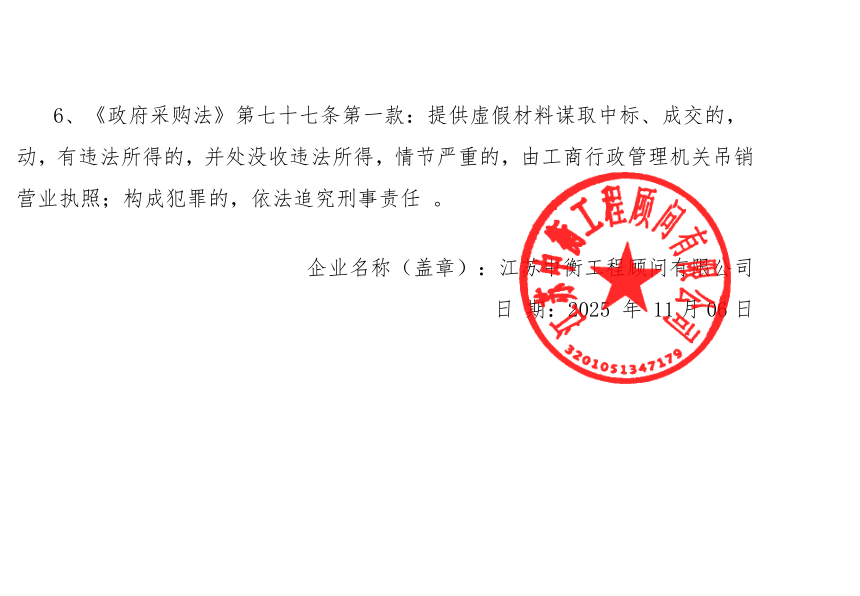 6、《政府采购法》第七十七条第一款：提供虚假材料谋取中标、成交的，
动，有违法所得的，并处没收违法所得，情节严重的，由工商行政管理机关吊销
营业执照；构成犯罪的，依法追究刑事责任 。
企业名称（盖章）：江苏中衡工程顾问有限公司
日 期：2025 年 11月06日
江苏中衡工程顾问有限公司
3201051347179